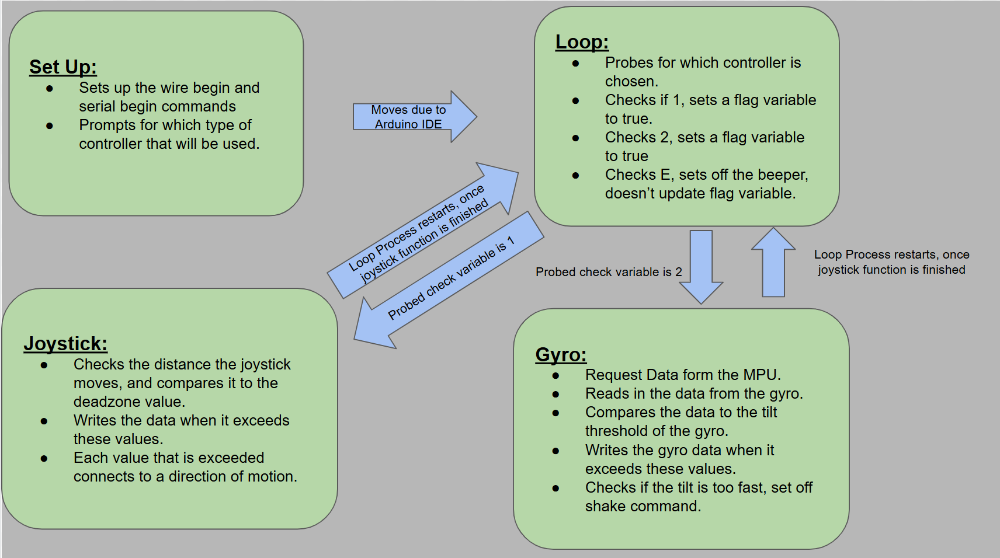 Set Up:
● Sets up the wire begin and
serial begin commands
● Prompts for which type of
controller that will be used.
Moves due to
Arduino IDE
Loop:
● Probes for which controller is
chosen.
● Checks if 1, sets a flag variable
to true.
● Checks 2, sets a flag variable
to true
● Checks E, sets off the beeper,
doesn’t update flag variable.
Loop Process restarts, once
joystick function is finished
Probed check variable is 1
Probed check variable is 2
Loop Process restarts, once
joystick function is finished
Joystick:
● Checks the distance the joystick
moves, and compares it to the
deadzone value.
● Writes the data when it exceeds
these values.
● Each value that is exceeded
connects to a direction of motion.
Gyro:
● Request Data form the MPU.
● Reads in the data from the gyro.
● Compares the data to the tilt
threshold of the gyro.
● Writes the gyro data when it
exceeds these values.
● Checks if the tilt is too fast, set off
shake command.